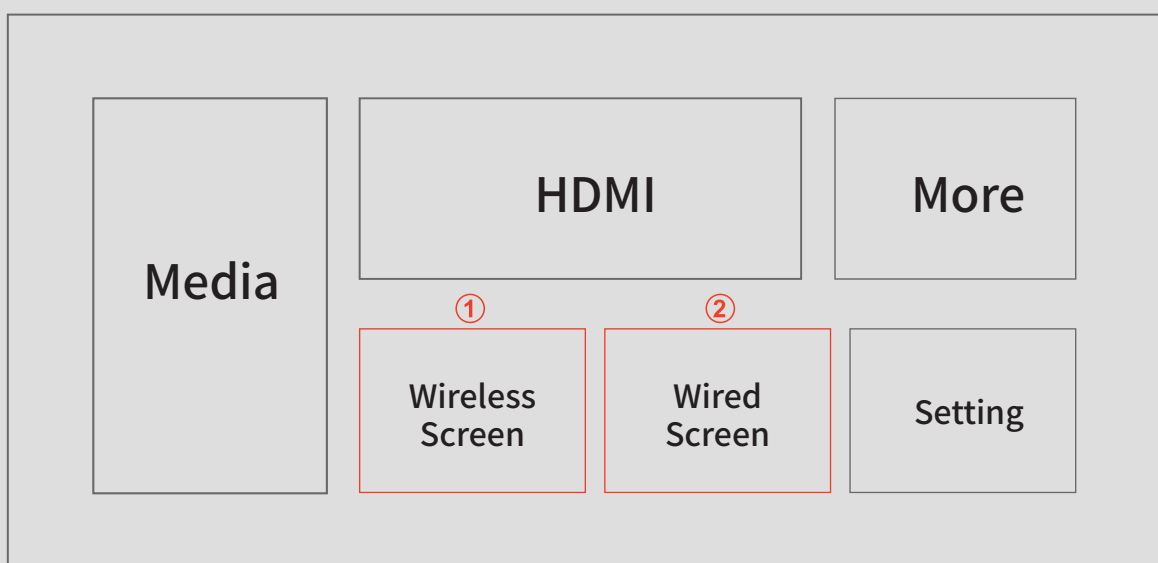 Media
HDMI
More
①
②
Wireless
Screen
Wired
Screen
Setting